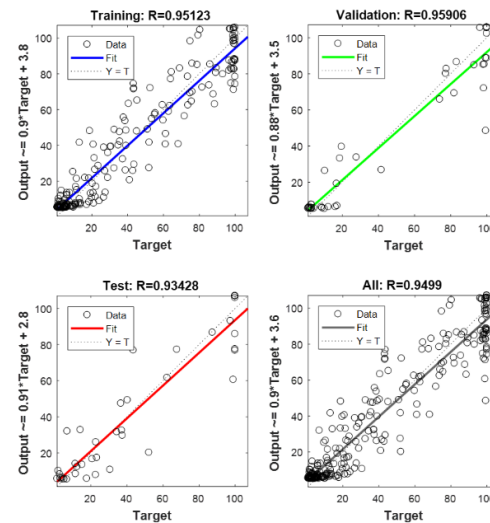 Training: R=0.95123
Output ~= 0.9*Target + 3.8
100
80
60
40
20
Data
Fit
Y = T
20 40 60 80 100
Target
Validation: R=0.95906
Output ~= 0.88*Target + 3.5
100
80
60
40
20
Data
Fit
Y = T
20 40 60 80 100
Target
Test: R=0.93428
Output ~= 0.91*Target + 2.8
100
80
60
40
20
Data
Fit
Y = T
20 40 60 80 100
Target
All: R=0.9499
Output ~= 0.9*Target + 3.6
100
80
60
40
20
Data
Fit
Y = T
20 40 60 80 100
Target